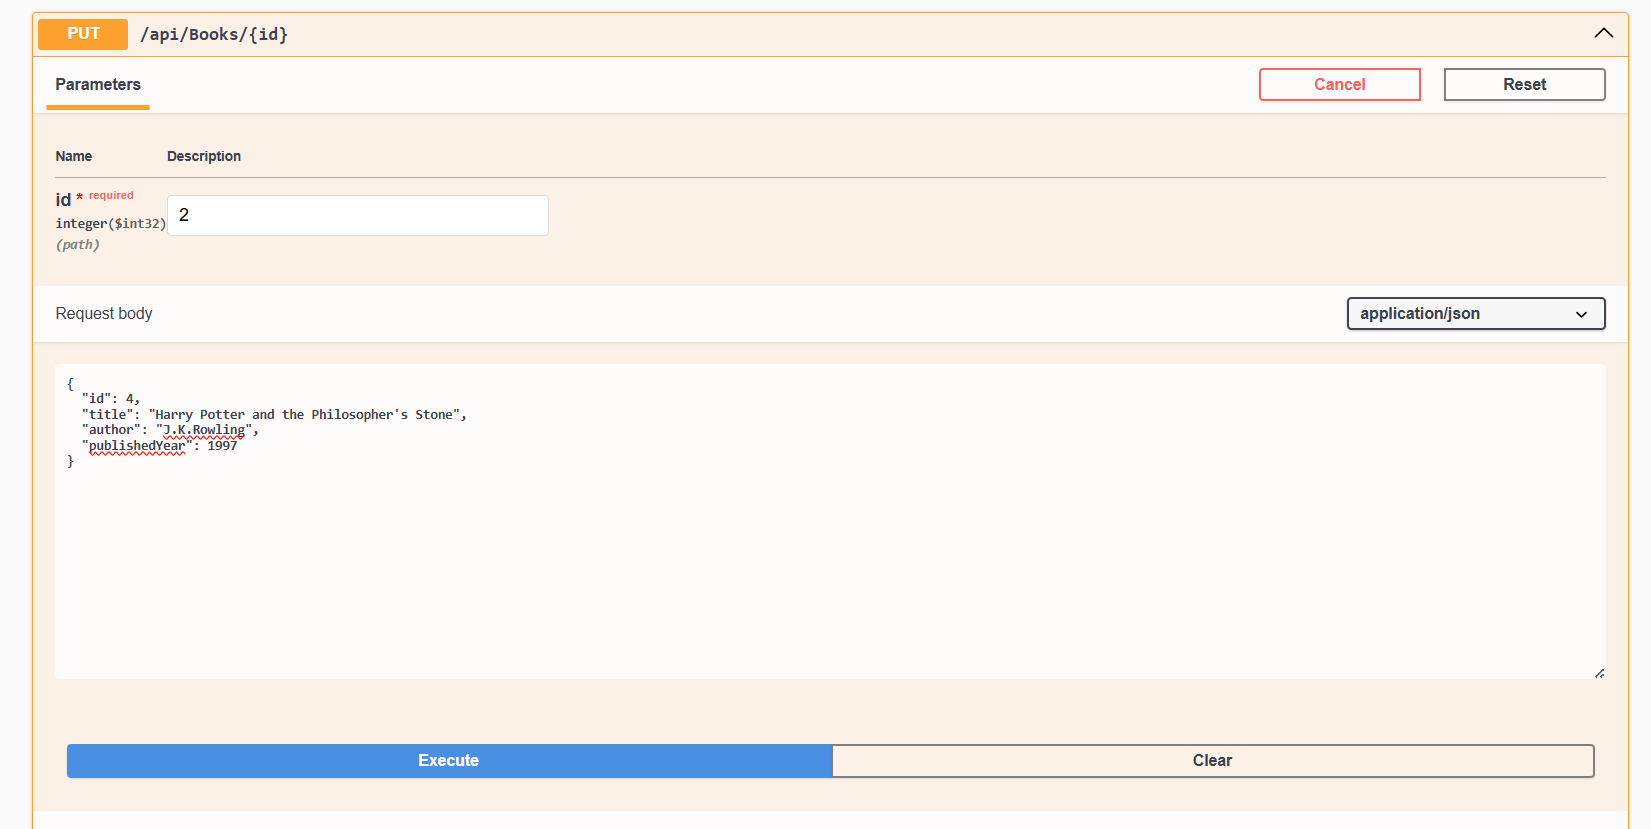 PUT /api/Books/{id}
Parameters Cancel Reset
Name Description
id * required
integer($int32) 2
(path)
Request body application/json
{
  "id": 4,
  "title": "Harry Potter and the Philosopher's Stone",
  "author": "J.K.Rowling",
  "publishedYear": 1997
}
Execute Clear